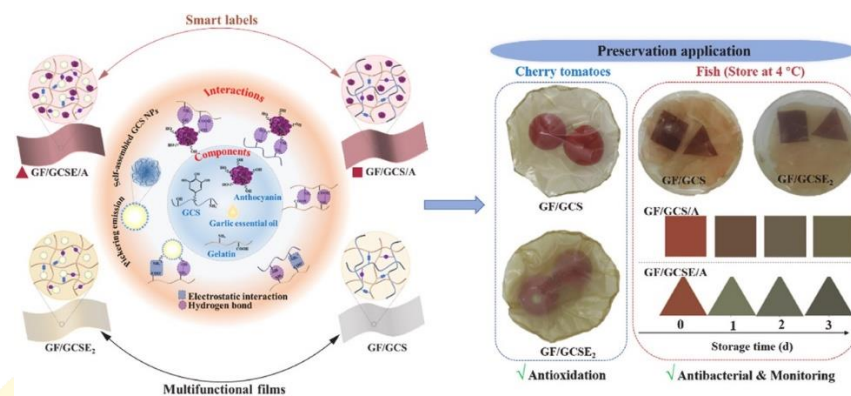 Smart labels
Interactions
Components
Self-assembled GCS NPs
Pickering emission
Anthocyanin
GCS
Garlic essential oil
Gelatin
Electrostatic interaction
Hydrogen bond
GF/GCSE/A
GF/GCS/A
GF/GCSE₂
GF/GCS
Multifunctional films
Preservation application
Cherry tomatoes
Fish (Store at 4 °C)
GF/GCS
GF/GCSE₂
√ Antioxidation
GF/GCS
GF/GCSE₂
GF/GCS/A
GF/GCSE/A
0 1 2 3
Storage time (d)
√ Antibacterial & Monitoring